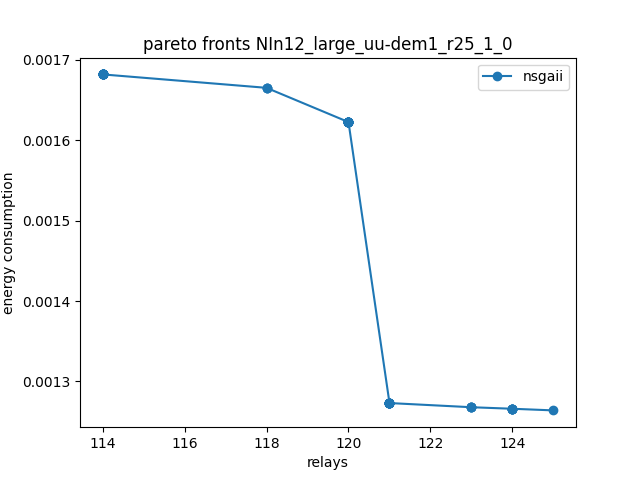 pareto fronts NIn12_large_uu-dem1_r25_1_0
nsgaii
0.0017
0.0016
0.0015
0.0014
0.0013
energy consumption
114
116
118
120
122
124
relays